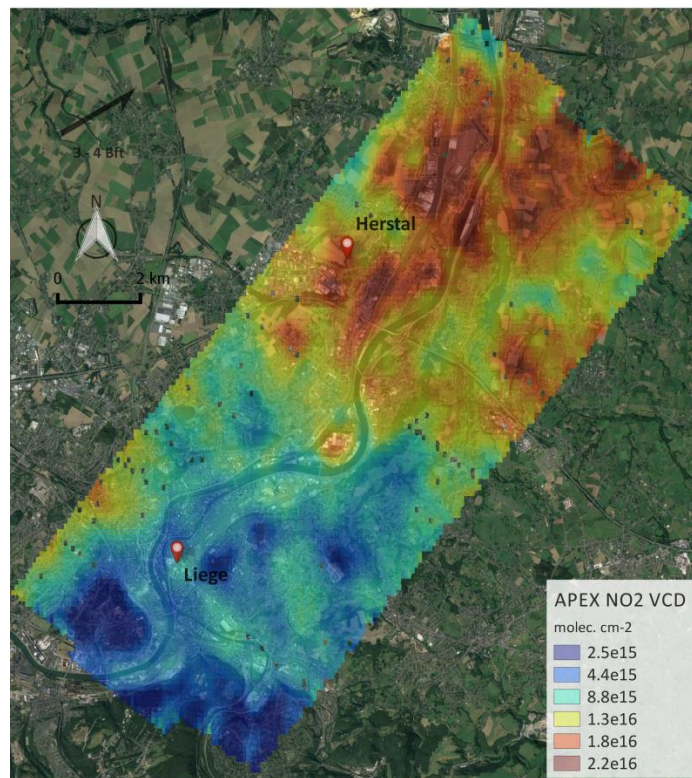 3 - 4 Bft
N
0 2 km
Herstal
Liege
APEX NO2 VCD
molec. cm-2
2.5e15
4.4e15
8.8e15
1.3e16
1.8e16
2.2e16